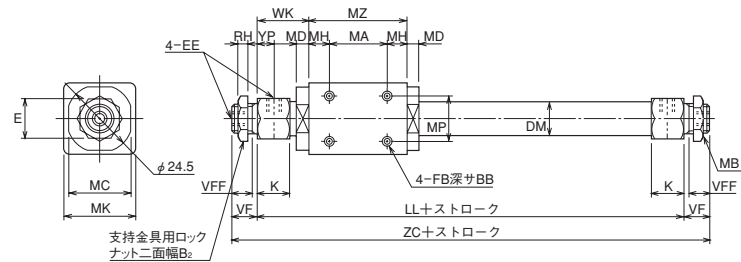 WK
MZ
RH
YP
MD
MH
MA
MH
MD
4-EE
E
MP
DM
φ24.5
MC
MK
VFF
K
VF
4-FB深サBB
K
VFF
VF
MB
LL＋ストローク
ZC＋ストローク
支持金具用ロック
ナット二面幅B₂